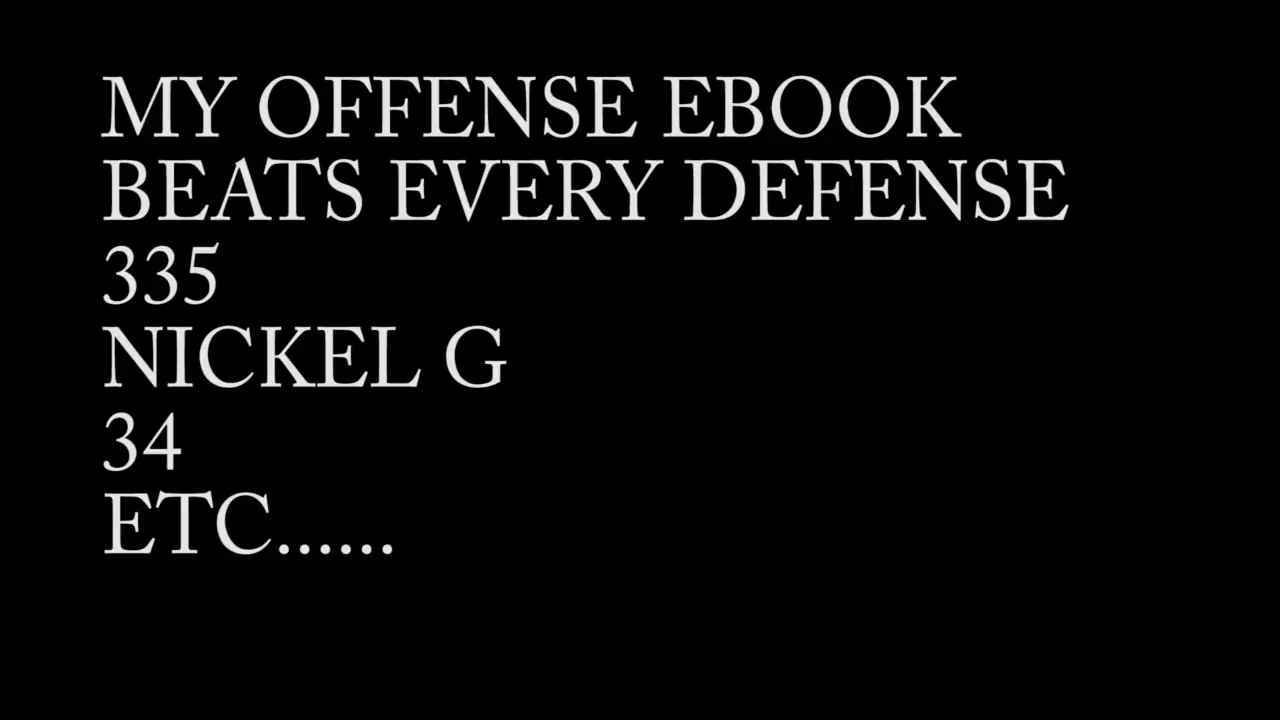 MY OFFENSE EBOOK
BEATS EVERY DEFENSE
335
NICKEL G
34
ETC......